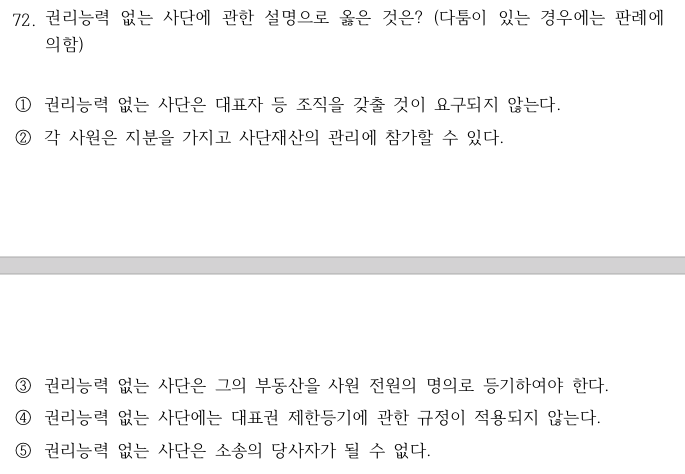 72. 권리능력 없는 사단에 관한 설명으로 옳은 것은? (다툼이 있는 경우에는 판례에
의함)
① 권리능력 없는 사단은 대표자 등 조직을 갖출 것이 요구되지 않는다.
② 각 사원은 지분을 가지고 사단재산의 관리에 참가할 수 있다.
③ 권리능력 없는 사단은 그의 부동산을 사원 전원의 명의로 등기하여야 한다.
④ 권리능력 없는 사단에는 대표권 제한등기에 관한 규정이 적용되지 않는다.
⑤ 권리능력 없는 사단은 소송의 당사자가 될 수 없다.